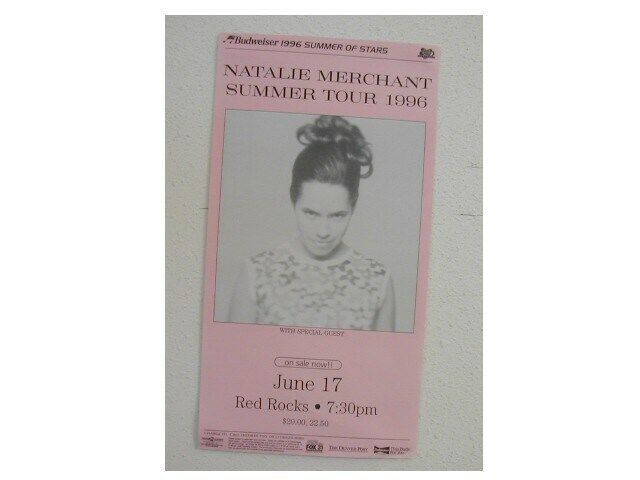 Budweiser 1996 SUMMER OF STARS
NATALIE MERCHANT
SUMMER TOUR 1996
WITH SPECIAL GUEST
on sale now!!
June 17
Red Rocks • 7:30pm
$20.00, 22.50
FOX
THE DENVER POST